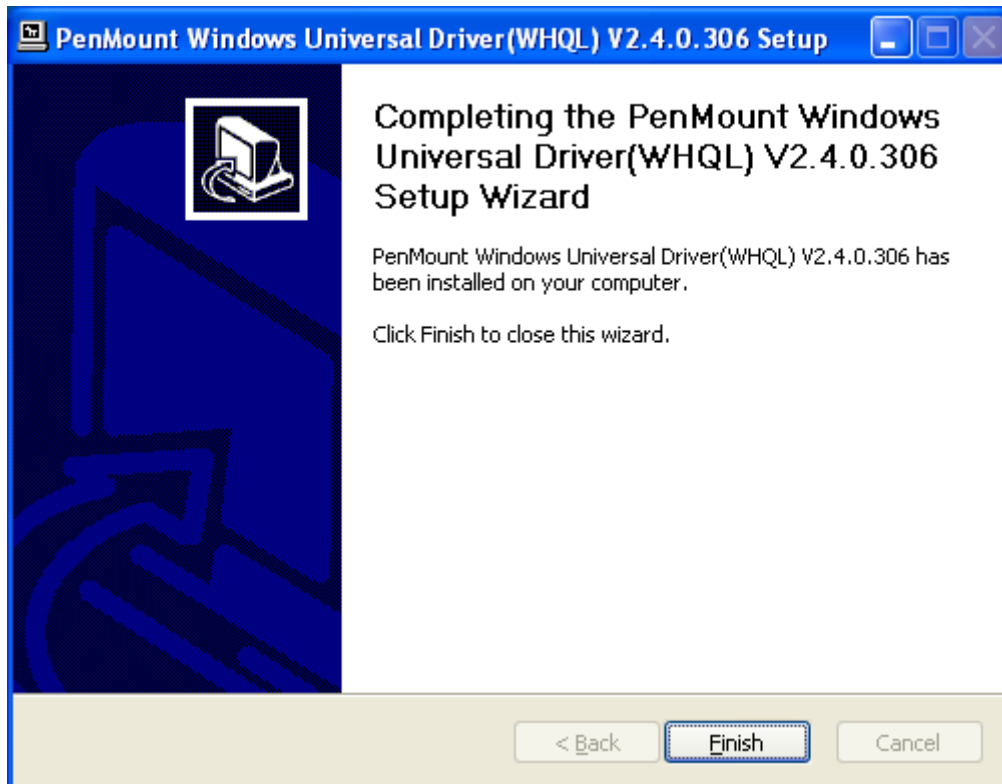 PenMount Windows Universal Driver(WHQL) V2.4.0.306 Setup
Completing the PenMount Windows
Universal Driver(WHQL) V2.4.0.306
Setup Wizard
PenMount Windows Universal Driver(WHQL) V2.4.0.306 has
been installed on your computer.
Click Finish to close this wizard.
< Back
Finish
Cancel